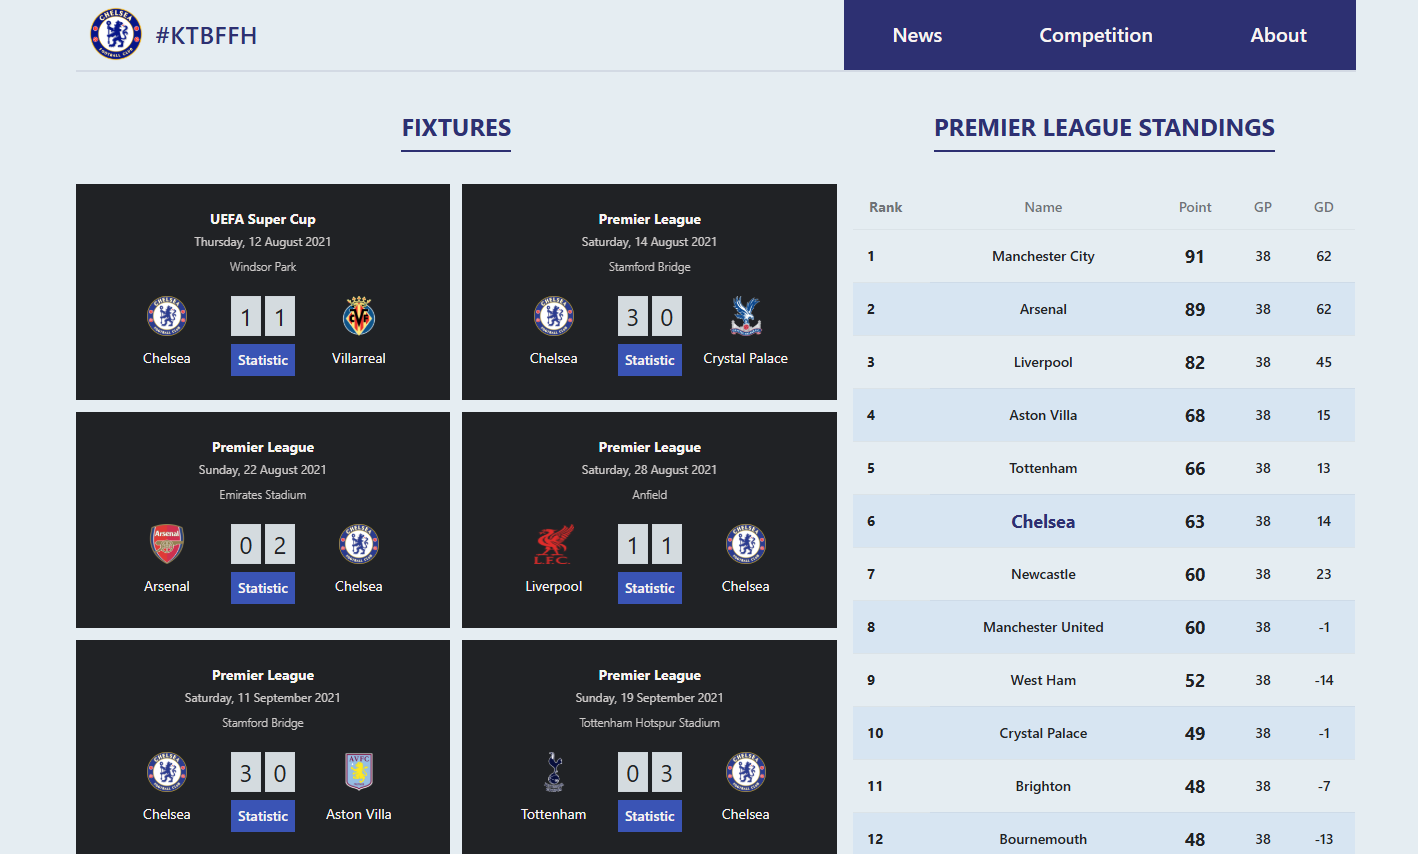 #KTBFFH
News Competition About
FIXTURES
UEFA Super Cup
Thursday, 12 August 2021
Windsor Park
1 1
Chelsea Statistic Villarreal
Premier League
Saturday, 14 August 2021
Stamford Bridge
3 0
Chelsea Statistic Crystal Palace
Premier League
Sunday, 22 August 2021
Emirates Stadium
Arsenal
0 2
Arsenal Statistic Chelsea
Premier League
Saturday, 28 August 2021
Anfield
L.F.C.
1 1
Liverpool Statistic Chelsea
Premier League
Saturday, 11 September 2021
Stamford Bridge
AVFC
3 0
Chelsea Statistic Aston Villa
Premier League
Sunday, 19 September 2021
Tottenham Hotspur Stadium
0 3
Tottenham Statistic Chelsea
PREMIER LEAGUE STANDINGS
Rank Name Point GP GD
1 Manchester City 91 38 62
2 Arsenal 89 38 62
3 Liverpool 82 38 45
4 Aston Villa 68 38 15
5 Tottenham 66 38 13
6 Chelsea 63 38 14
7 Newcastle 60 38 23
8 Manchester United 60 38 -1
9 West Ham 52 38 -14
10 Crystal Palace 49 38 -1
11 Brighton 48 38 -7
12 Bournemouth 48 38 -13